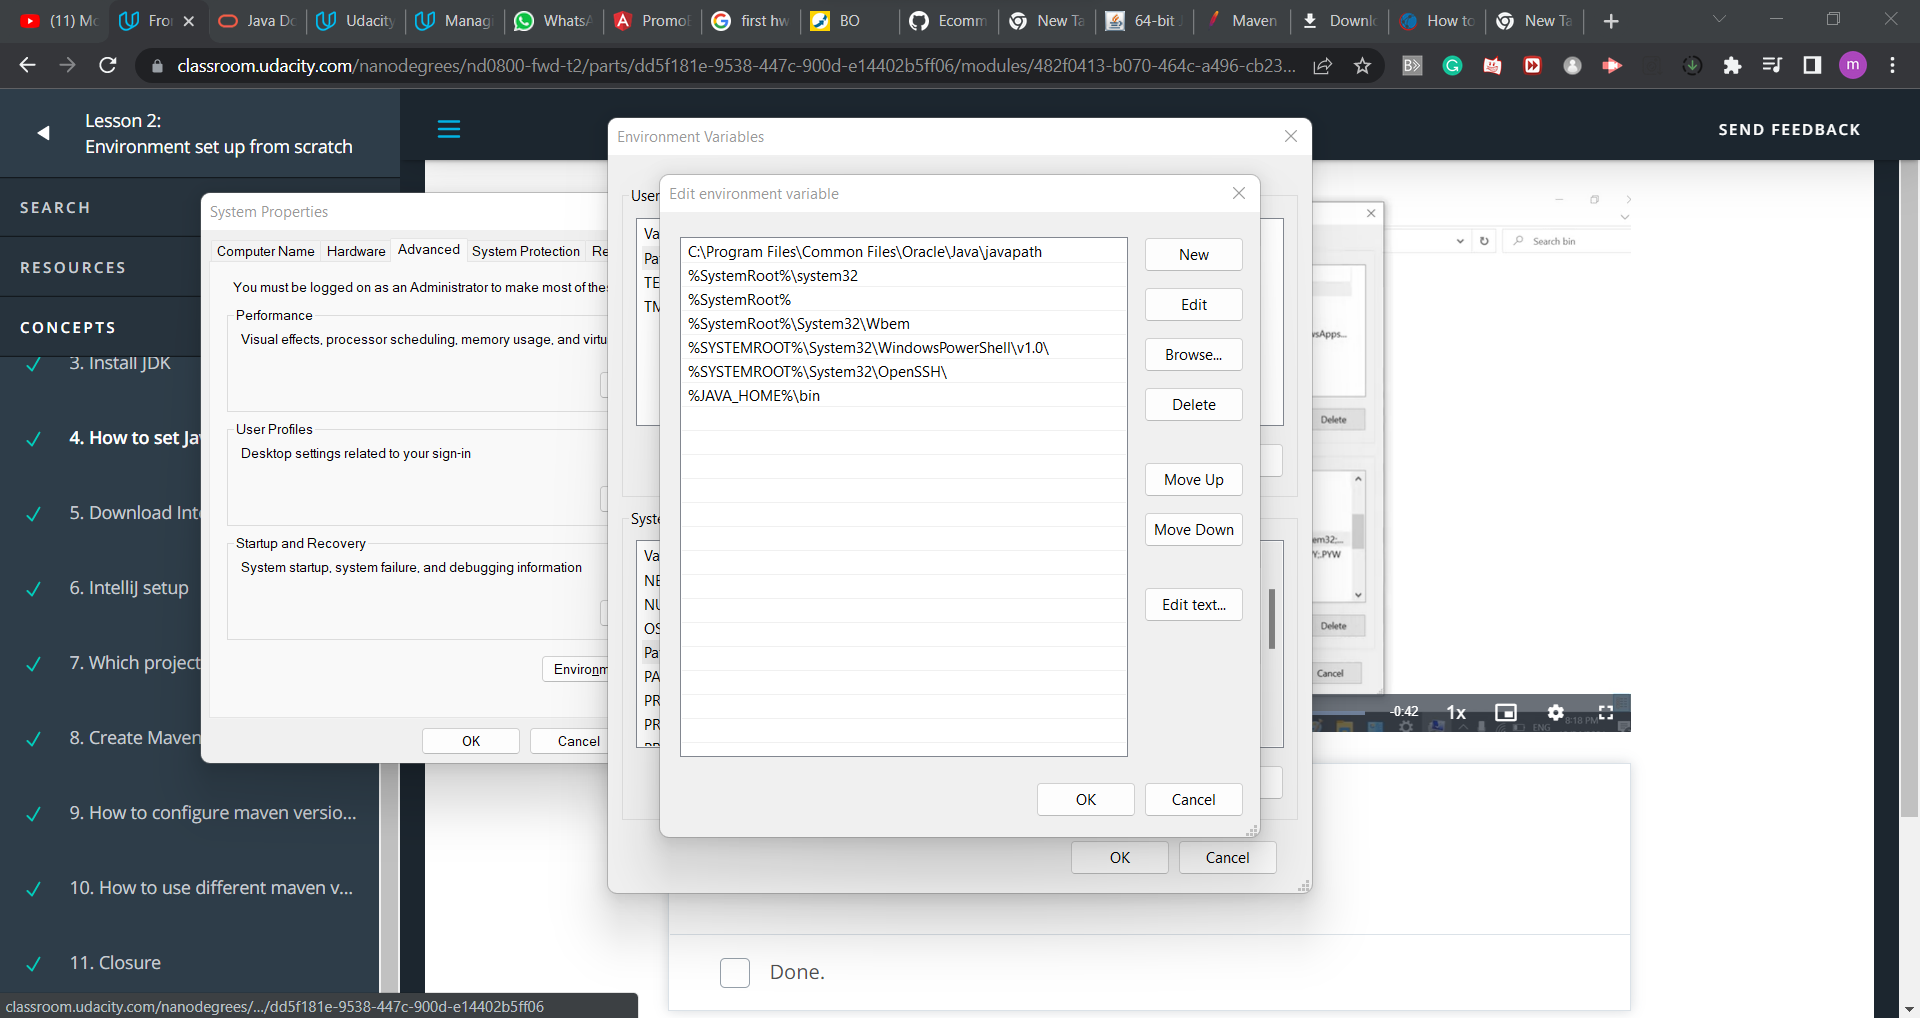 (11) Mc
Fro
Java Do
Udacity
Manag
WhatsA
PromoE
first hw
BO
Ecomm
New Ta
64-bit J
Maven
Downlo
How to
New Ta
classroom.udacity.com/nanodegrees/nd0800-fwd-t2/parts/dd5f181e-9538-447c-900d-e14402b5ff06/modules/482f0413-b070-464c-a496-cb23...
m
Lesson 2:
Environment set up from scratch
SEND FEEDBACK
SEARCH
RESOURCES
CONCEPTS
3. Install JDK
4. How to set Ja
5. Download Int
6. IntelliJ setup
7. Which project
8. Create Maven
9. How to configure maven versio...
10. How to use different maven v...
11. Closure
System Properties
Computer Name
Hardware
Advanced
System Protection
Re
You must be logged on as an Administrator to make most of the
Performance
Visual effects, processor scheduling, memory usage, and virtu
User Profiles
Desktop settings related to your sign-in
Startup and Recovery
System startup, system failure, and debugging information
Environm
OK
Cancel
Environment Variables
User
Va
Pa
TE
TM
Syste
Va
NE
NU
OS
Pa
PA
PR
PR
OK
Cancel
Edit environment variable
C:\Program Files\Common Files\Oracle\Java\javapath
%SystemRoot%\system32
%SystemRoot%
%SystemRoot%\System32\Wbem
%SYSTEMROOT%\System32\WindowsPowerShell\v1.0\
%SYSTEMROOT%\System32\OpenSSH\
%JAVA_HOME%\bin
New
Edit
Browse...
Delete
Move Up
Move Down
Edit text...
OK
Cancel
Search bin
sApps...
Delete
em32;...
Y;.PYW
Delete
Cancel
-0:42
1x
8:18 PM
ENG
Done.
classroom.udacity.com/nanodegrees/.../dd5f181e-9538-447c-900d-e14402b5ff06